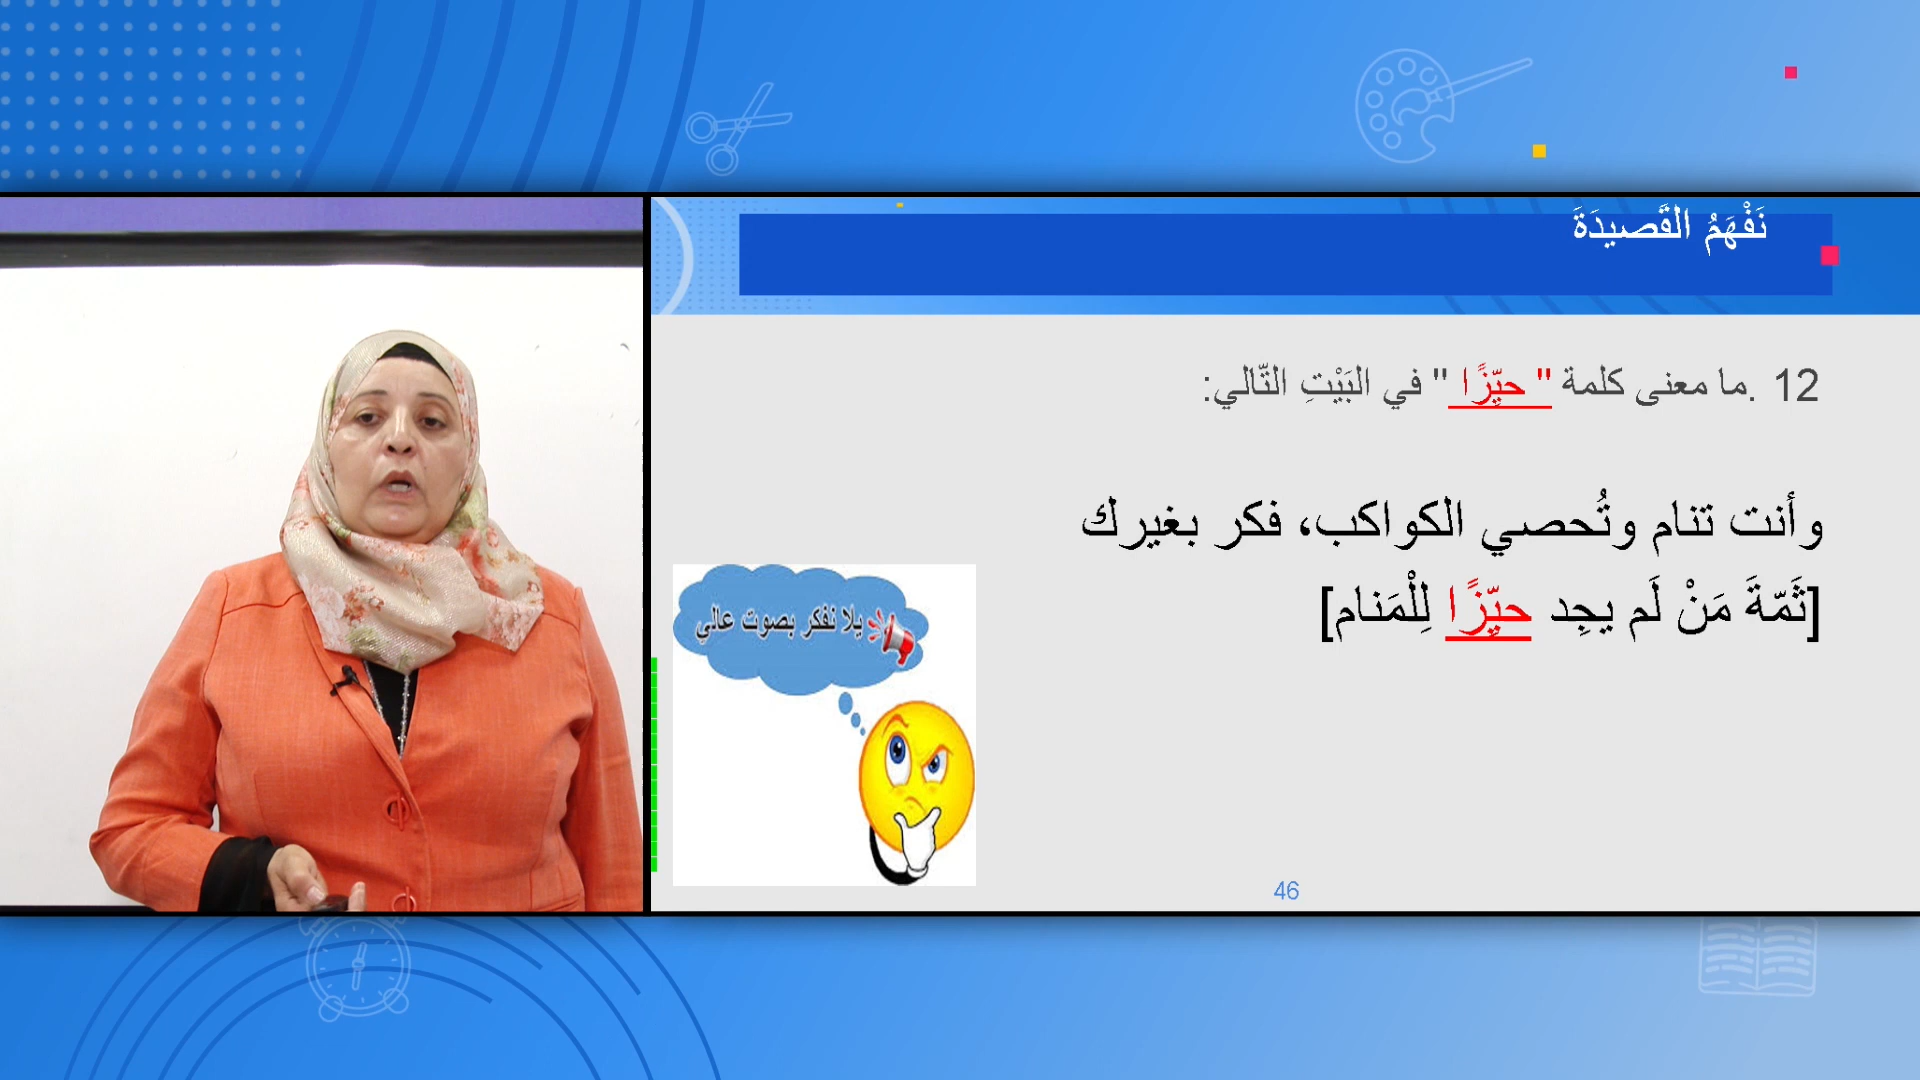 نَفْهَمُ القَصيدَةَ
12 .ما معنى كلمة " حيّزًا " في البَيْتِ التّالي:
وأنت تنام وتُحصي الكواكب، فكر بغيرك
[ثَمّةَ مَنْ لَم يجِد حيّزًا لِلْمَنام]
يلا نفكر بصوت عالي
46